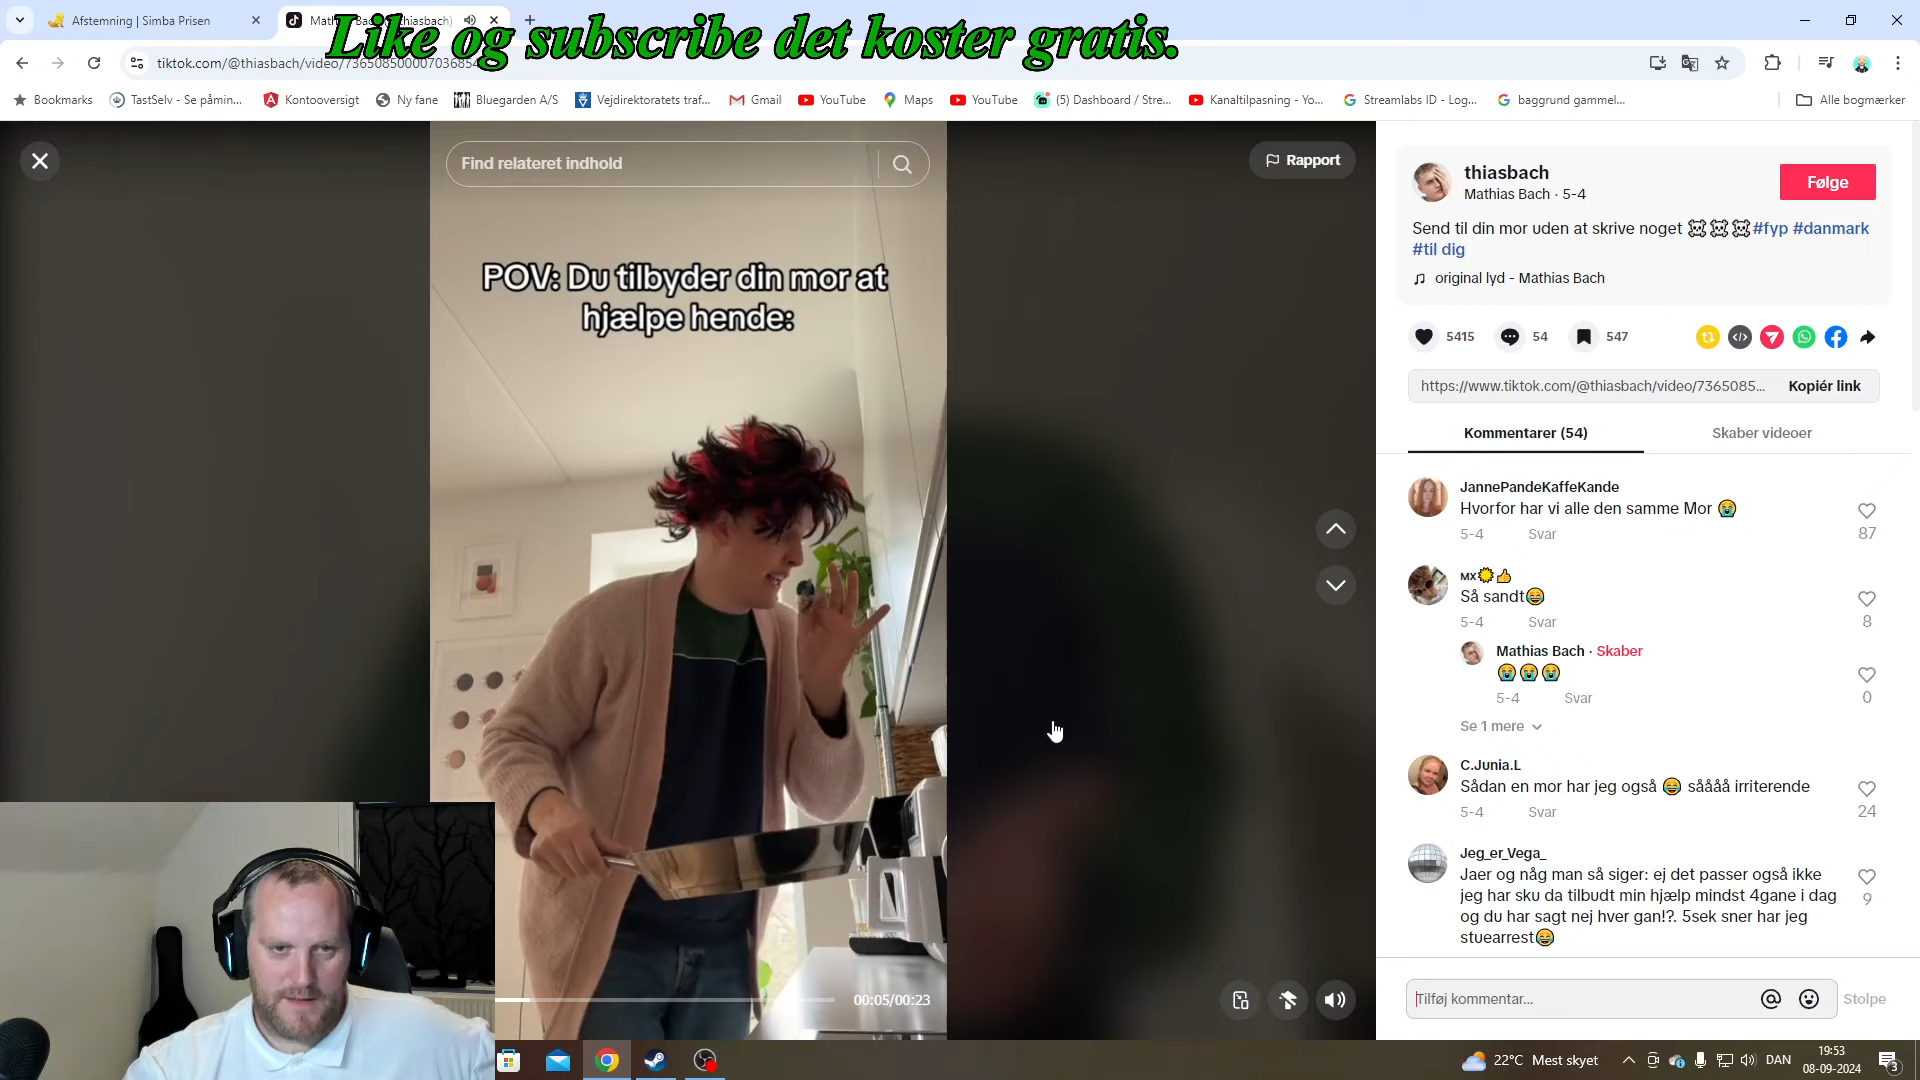 Afstemning | Simba Prisen
Like og subscribe det koster gratis.
Bookmarks
TastSelv - Se påmin...
Kontooversigt
Ny fane
Bluegarden A/S
Vejdirektoratets traf...
Gmail
YouTube
Maps
YouTube
(5) Dashboard / Stre...
Kanaltilpasning - Yo...
Streamlabs ID - Log...
baggrund gammel...
Alle bogmærker
Find relateret indhold
Rapport
POV: Du tilbyder din mor at
hjælpe hende:
00:05/00:23
thiasbach
Mathias Bach · 5-4
Følge
Send til din mor uden at skrive noget ☠☠☠#fyp #danmark
#til dig
original lyd - Mathias Bach
5415
54
547
https://www.tiktok.com/@thiasbach/video/7365085...
Kopiér link
Kommentarer (54)
Skaber videoer
JannePandeKaffeKande
Hvorfor har vi alle den samme Mor 😭
5-4 Svar
87
ᴍx🌞👍
Så sandt😂
5-4 Svar
8
Mathias Bach · Skaber
😭😭😭
5-4 Svar
0
Se 1 mere
C.Junia.L
Sådan en mor har jeg også 😂 såååå irriterende
5-4 Svar
24
Jeg_er_Vega_
Jaer og någ man så siger: ej det passer også ikke
jeg har sku da tilbudt min hjælp mindst 4gane i dag
og du har sagt nej hver gan!?. 5sek sner har jeg
stuearrest😂
9
Tilføj kommentar...
Stolpe
22°C Mest skyet
DAN
19:53
08-09-2024
3